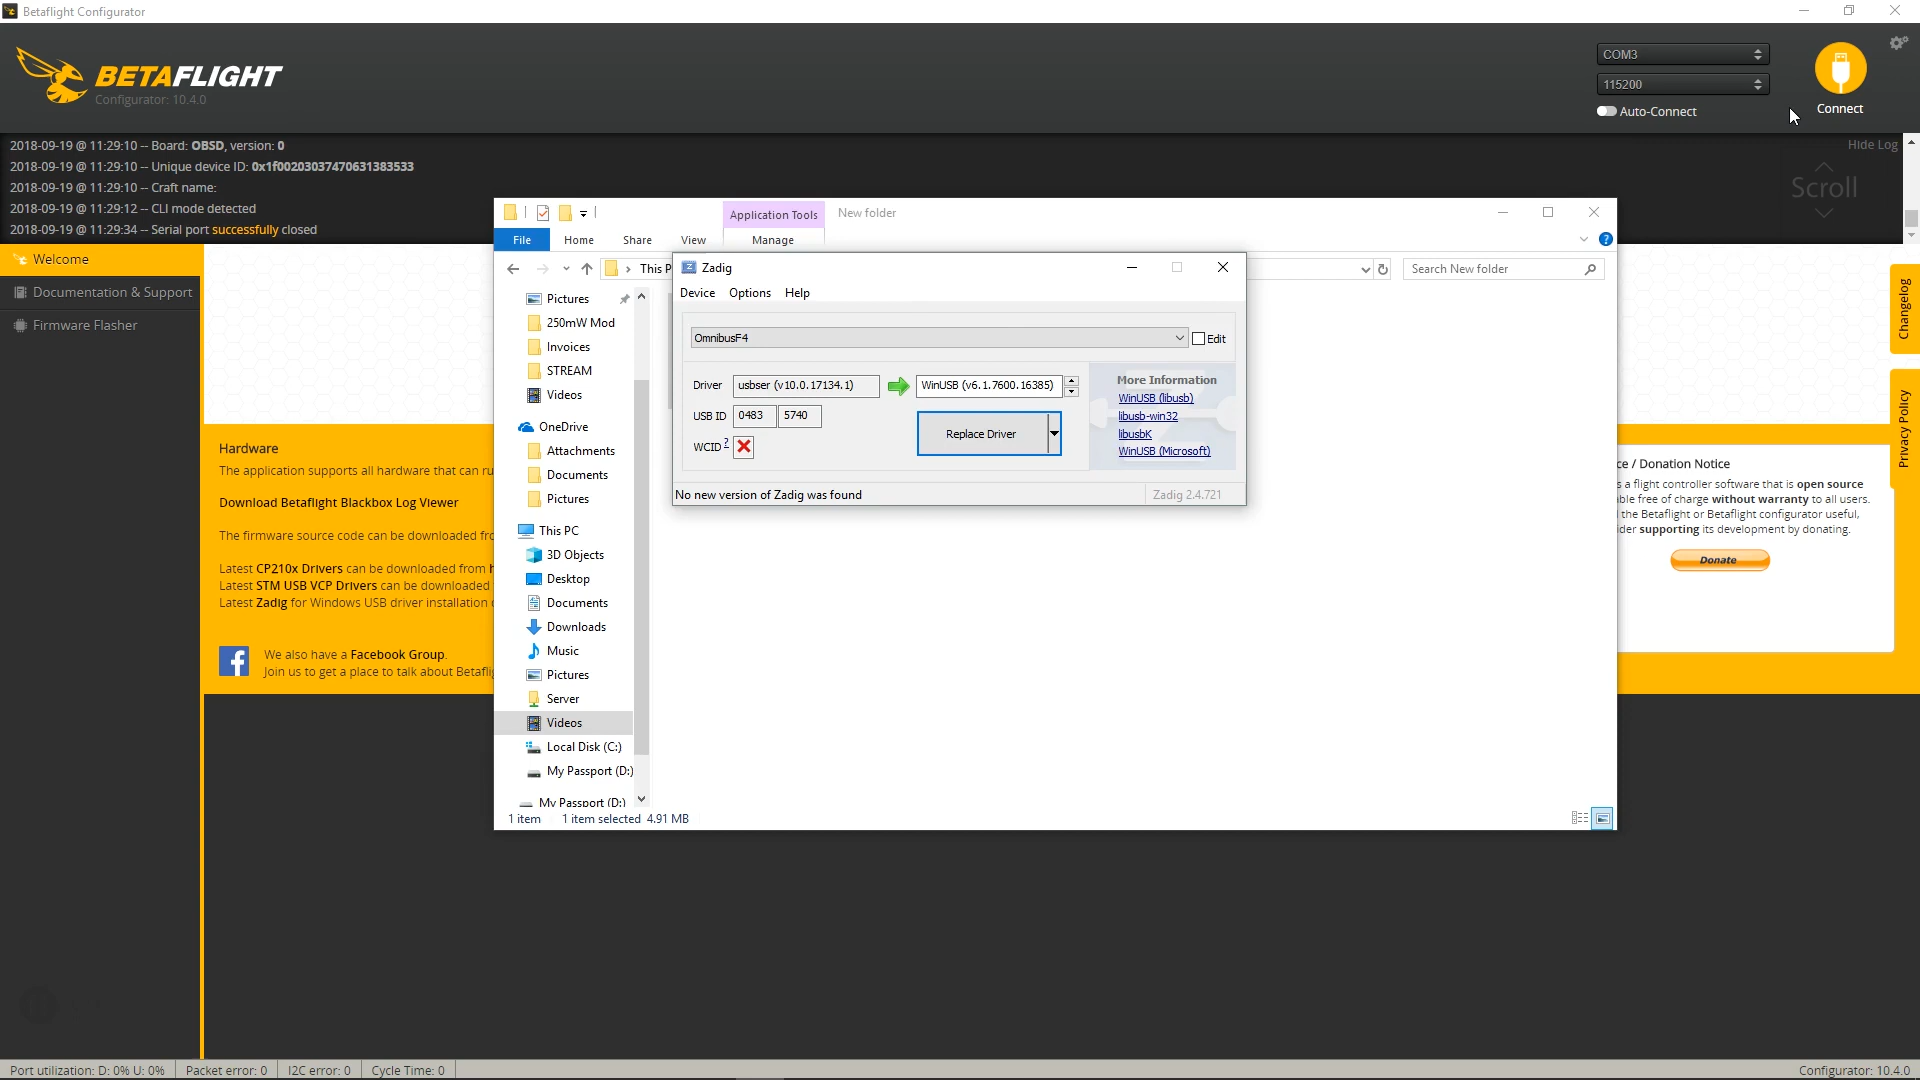 Betaflight Configurator
BETAFLIGHT
Configurator: 10.4.0
COM3
115200
Auto-Connect
Connect
2018-09-19 @ 11:29:10 -- Board: OBSD, version: 0
2018-09-19 @ 11:29:10 -- Unique device ID: 0x1f00203037470631383533
2018-09-19 @ 11:29:10 -- Craft name:
2018-09-19 @ 11:29:12 -- CLI mode detected
2018-09-19 @ 11:29:34 -- Serial port successfully closed
Hide Log
Scroll
Welcome
Documentation & Support
Firmware Flasher
Hardware
The application supports all hardware that can ru
Download Betaflight Blackbox Log Viewer
The firmware source code can be downloaded fro
Latest CP210x Drivers can be downloaded from h
Latest STM USB VCP Drivers can be downloaded
Latest Zadig for Windows USB driver installation
We also have a Facebook Group.
Join us to get a place to talk about Betafli
Application Tools
New folder
File
Home
Share
View
Manage
This P
Search New folder
Pictures
250mW Mod
Invoices
STREAM
Videos
OneDrive
Attachments
Documents
Pictures
This PC
3D Objects
Desktop
Documents
Downloads
Music
Pictures
Server
Videos
Local Disk (C:)
My Passport (D:)
My Passport (D:)
1 item
1 item selected 4.91 MB
Zadig
Device
Options
Help
OmnibusF4
Edit
Driver
usbser (v10.0.17134.1)
WinUSB (v6.1.7600.16385)
USB ID
0483
5740
WCID ?
Replace Driver
More Information
WinUSB (libusb)
libusb-win32
libusbK
WinUSB (Microsoft)
No new version of Zadig was found
Zadig 2.4.721
Changelog
Privacy Policy
ce / Donation Notice
s a flight controller software that is open source
ble free of charge without warranty to all users.
the Betaflight or Betaflight configurator useful,
ider supporting its development by donating.
Donate
Port utilization: D: 0% U: 0%
Packet error: 0
I2C error: 0
Cycle Time: 0
Configurator: 10.4.0